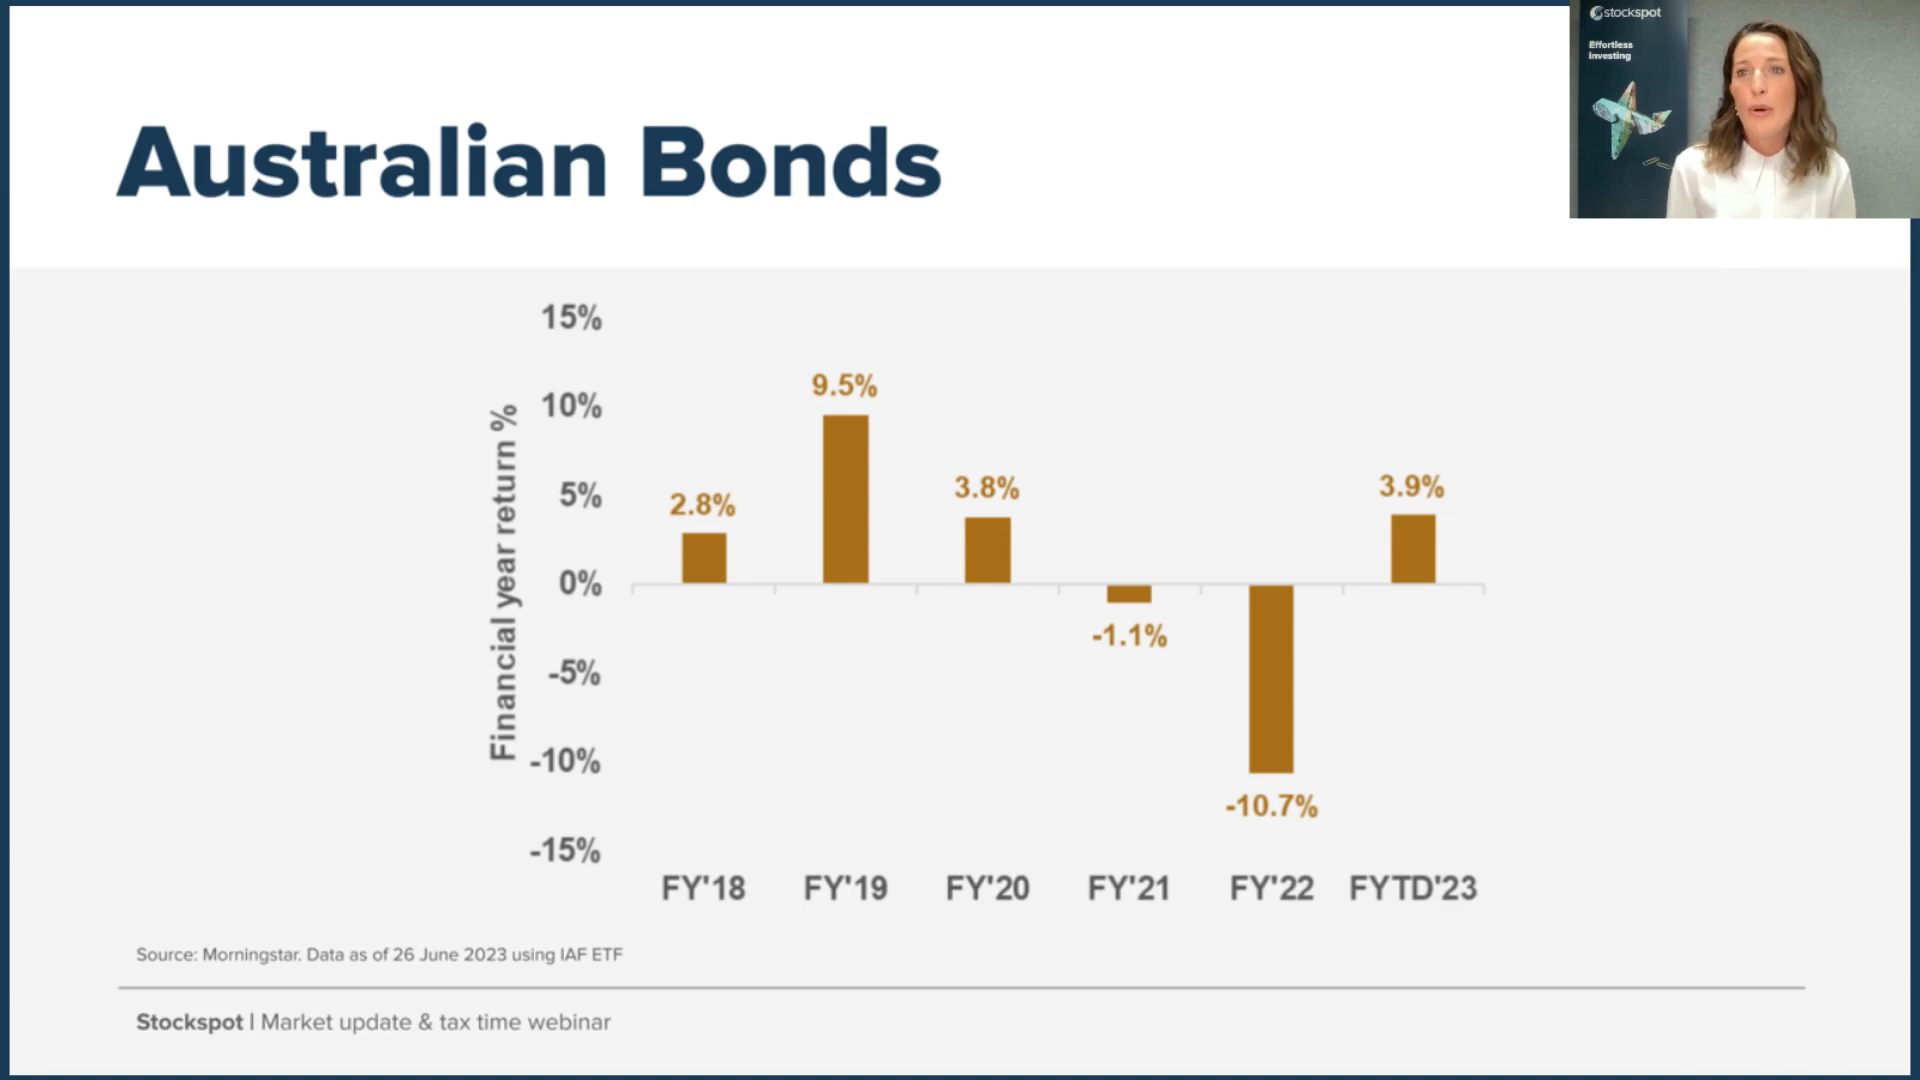 stockspot
Effortless
Investing
Australian Bonds
Financial year return %
15%
10%
5%
0%
-5%
-10%
-15%
2.8%
9.5%
3.8%
-1.1%
-10.7%
3.9%
FY'18 FY'19 FY'20 FY'21 FY'22 FYTD'23
Source: Morningstar. Data as of 26 June 2023 using IAF ETF
Stockspot | Market update & tax time webinar